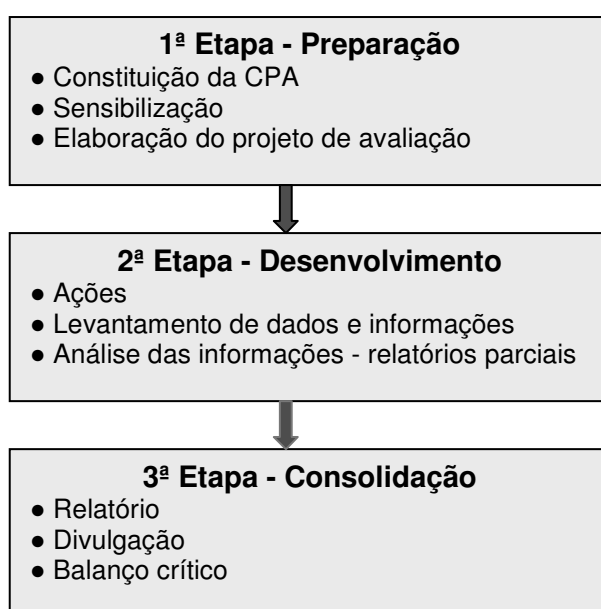 1ª Etapa - Preparação
● Constituição da CPA
● Sensibilização
● Elaboração do projeto de avaliação
2ª Etapa - Desenvolvimento
● Ações
● Levantamento de dados e informações
● Análise das informações - relatórios parciais
3ª Etapa - Consolidação
● Relatório
● Divulgação
● Balanço crítico